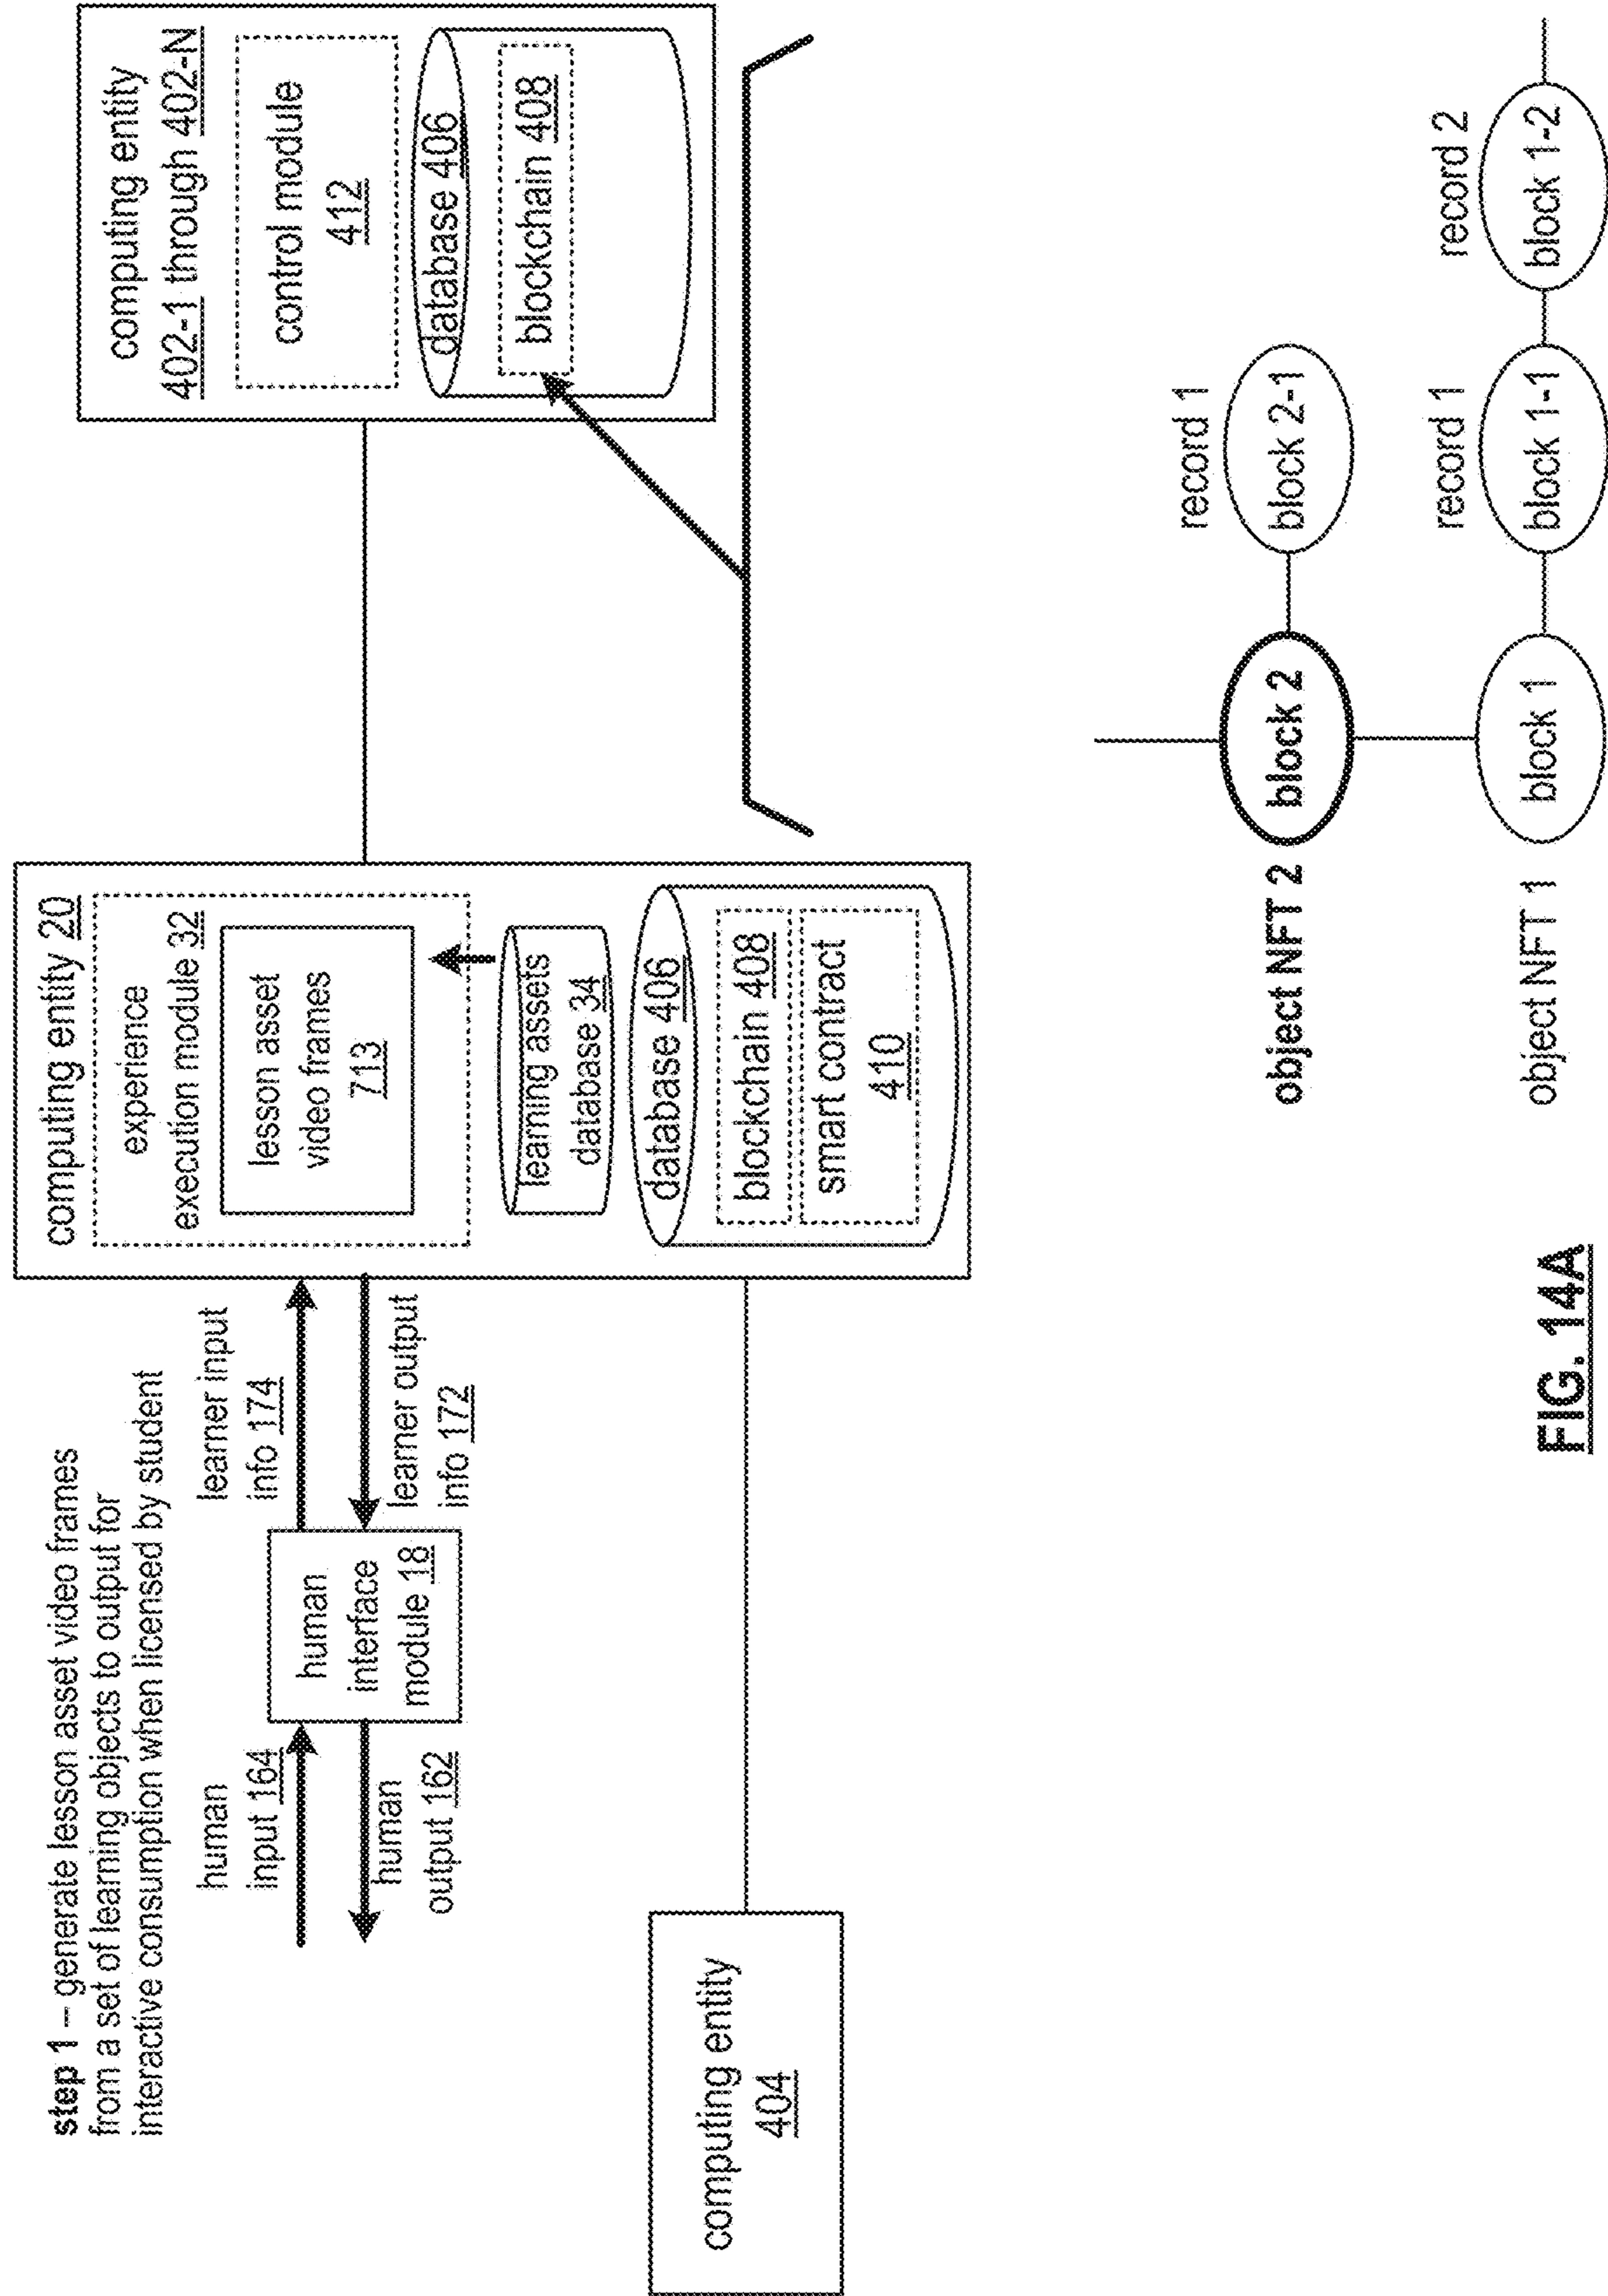 step 1 – generate lesson asset video frames
from a set of learning objects to output for
interactive consumption when licensed by student
human
input 164
human
output 162
human
interface
module 18
learner input
info 174
learner output
info 172
computing entity
404
computing entity 20
experience
execution module 32
lesson asset
video frames
713
learning assets
database 34
database 406
blockchain 408
smart contract
410
computing entity
402-1 through 402-N
control module
412
database 406
blockchain 408
object NFT 2
block 2
record 1
block 2-1
object NFT 1
block 1
record 1
block 1-1
record 2
block 1-2
FIG. 14A